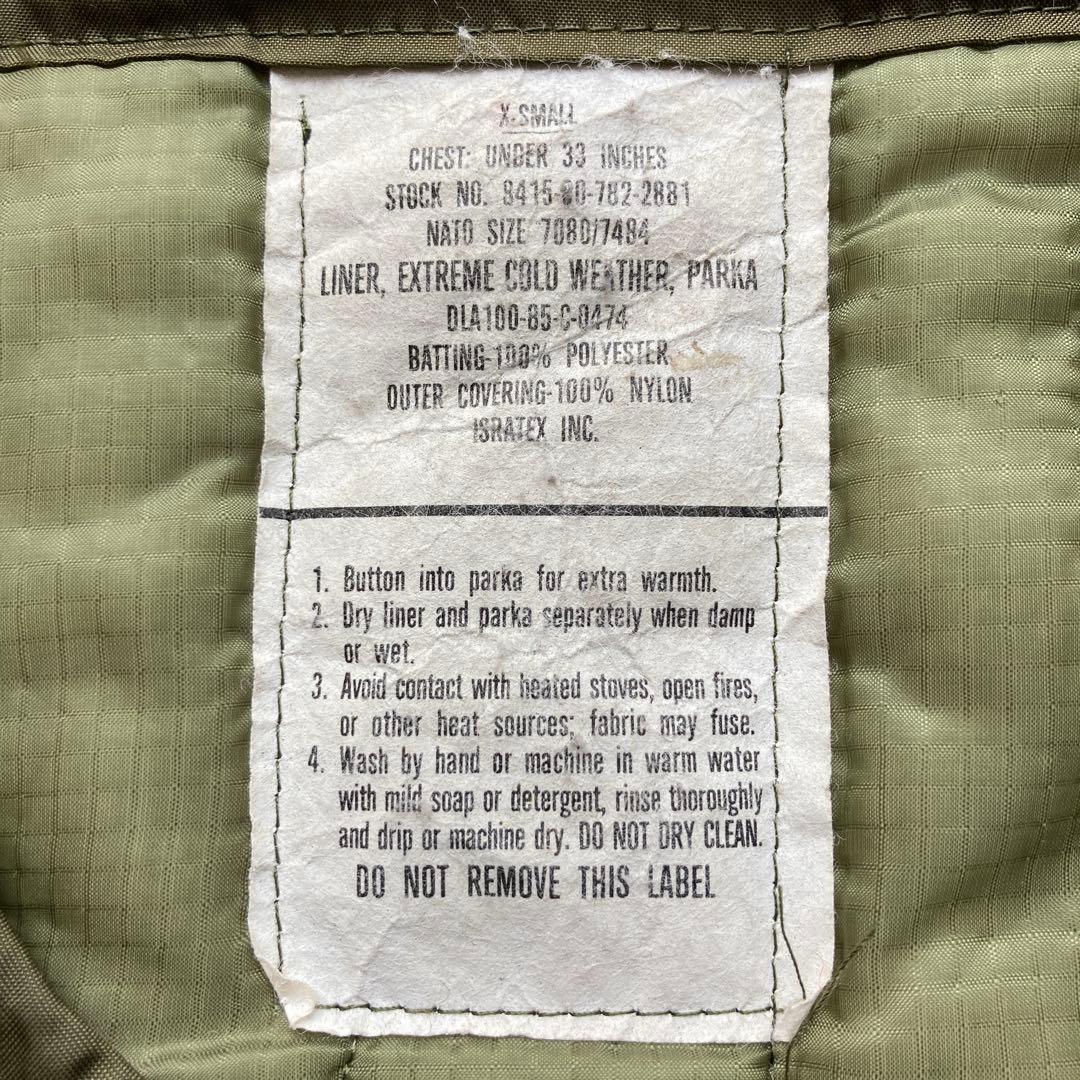 X-SMALL
CHEST: UNDER 33 INCHES
STOCK NO. 8415-00-782-2881
NATO SIZE 7080/7484
LINER, EXTREME COLD WEATHER, PARKA
DLA100-85-C-0474
BATTING-100% POLYESTER
OUTER COVERING-100% NYLON
ISRATEX INC.
1. Button into parka for extra warmth.
2. Dry liner and parka separately when damp
or wet.
3. Avoid contact with heated stoves, open fires,
or other heat sources; fabric may fuse.
4. Wash by hand or machine in warm water
with mild soap or detergent, rinse thoroughly
and drip or machine dry. DO NOT DRY CLEAN.
DO NOT REMOVE THIS LABEL